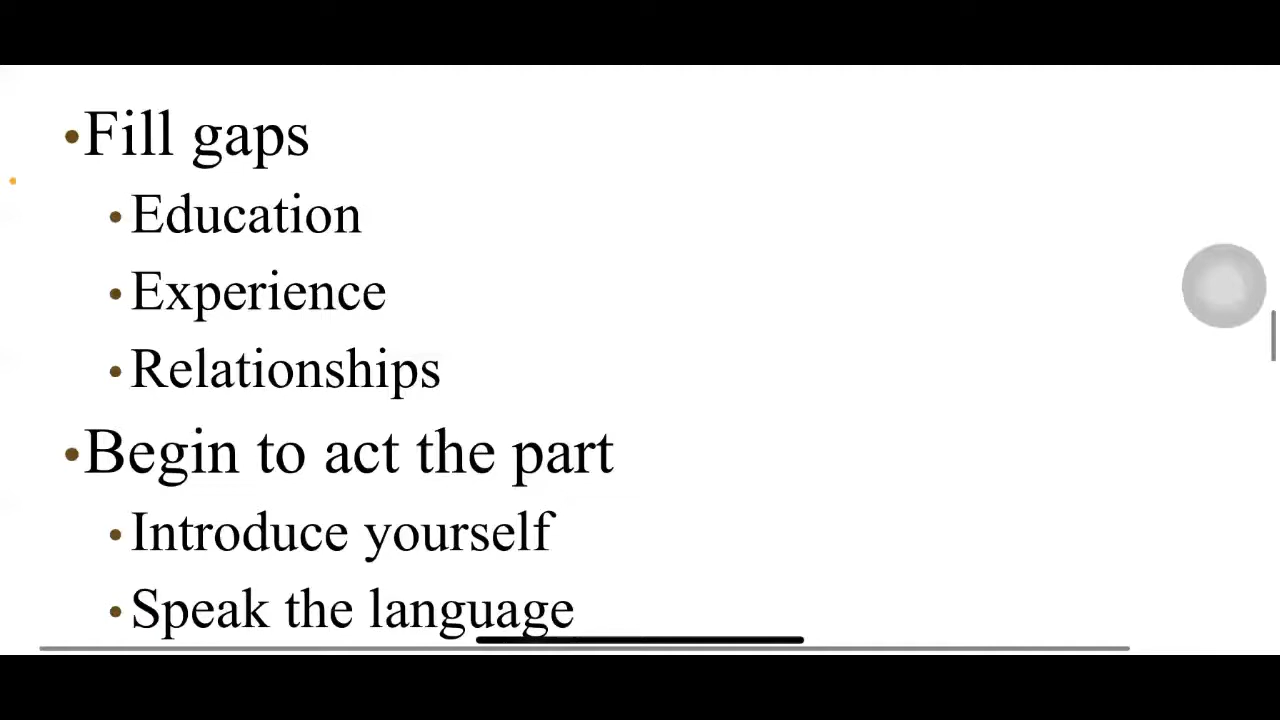 •Fill gaps
•Education
•Experience
•Relationships
•Begin to act the part
•Introduce yourself
•Speak the language